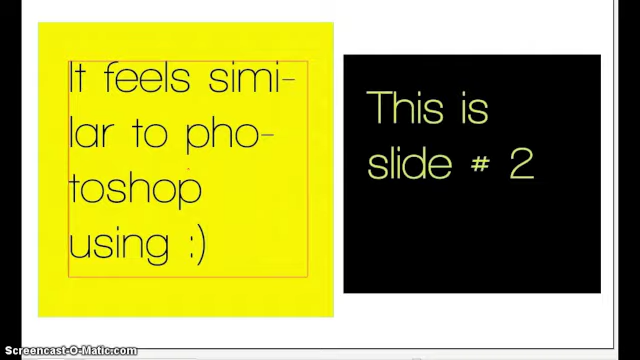 It feels simi-
lar to pho-
toshop
using :)
This is
slide # 2
Screencast-O-Matic.com